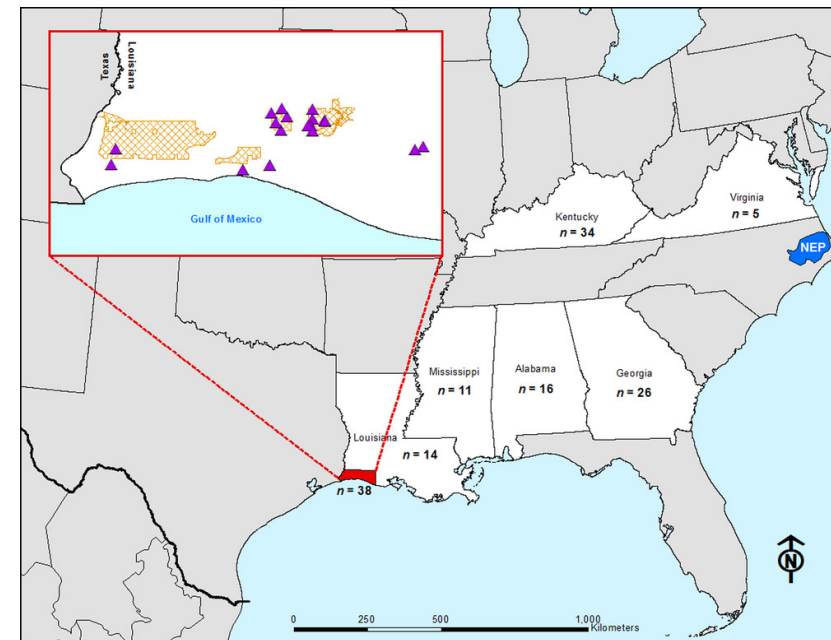 Texas
Louisiana
Gulf of Mexico
Virginia
n = 5
Kentucky
n = 34
NEP
Mississippi
n = 11
Alabama
n = 16
Georgia
n = 26
Louisiana
n = 14
n = 38
N
0 250 500 1,000
Kilometers